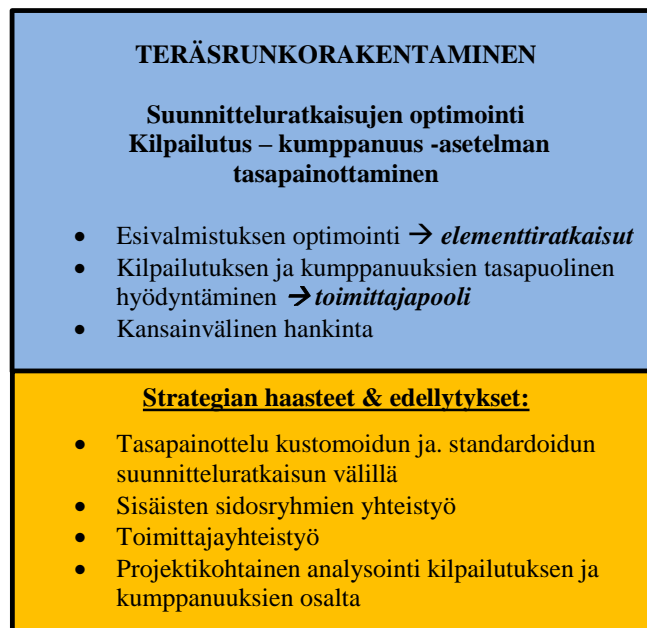 TERÄSRUNKORAKENTAMINEN
Suunnitteluratkaisujen optimointi
Kilpailutus – kumppanuus -asetelman
tasapainottaminen
• Esivalmistuksen optimointi → elementtiratkaisut
• Kilpailutuksen ja kumppanuuksien tasapuolinen
hyödyntäminen → toimittajapooli
• Kansainvälinen hankinta
Strategian haasteet & edellytykset:
• Tasapainottelu kustomoidun ja. standardoidun
suunnitteluratkaisun välillä
• Sisäisten sidosryhmien yhteistyö
• Toimittajayhteistyö
• Projektikohtainen analysointi kilpailutuksen ja
kumppanuuksien osalta